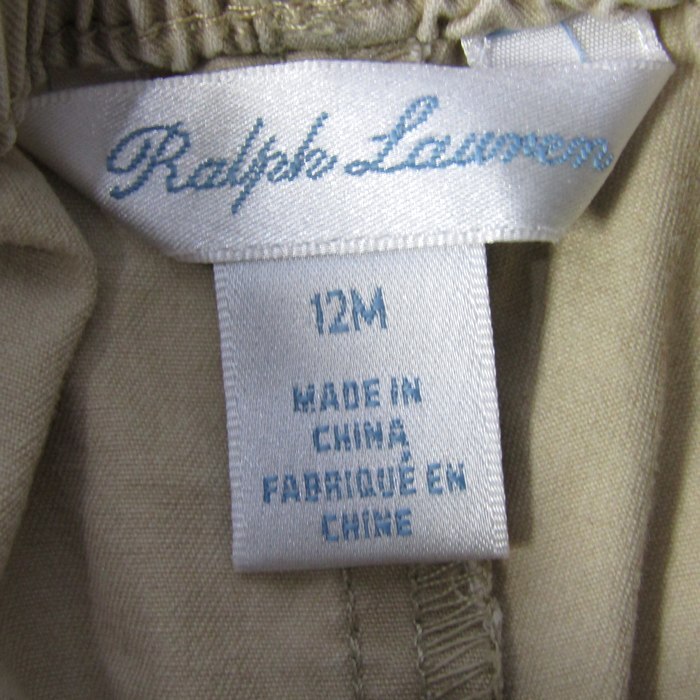 Ralph Lauren
12M
MADE IN
CHINA
FABRIQUÉ EN
CHINE